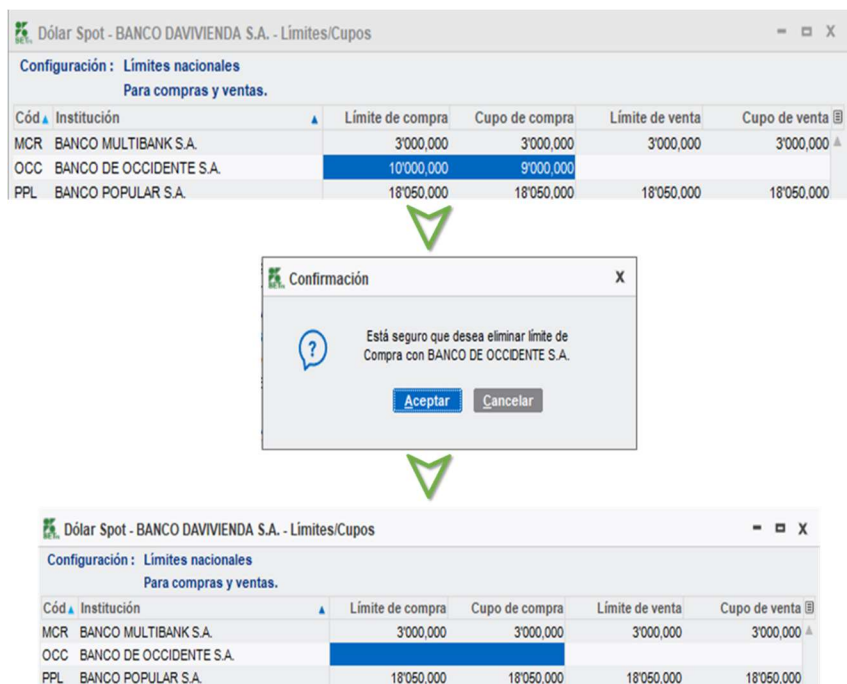 Dólar Spot - BANCO DAVIVIENDA S.A. - Límites/Cupos
Configuración : Límites nacionales
Para compras y ventas.
Cód Institución Límite de compra Cupo de compra Límite de venta Cupo de venta
MCR BANCO MULTIBANK S.A. 3'000,000 3'000,000 3'000,000 3'000,000
OCC BANCO DE OCCIDENTE S.A. 10'000,000 9'000,000
PPL BANCO POPULAR S.A. 18'050,000 18'050,000 18'050,000 18'050,000
Confirmación X
Está seguro que desea eliminar límite de
Compra con BANCO DE OCCIDENTE S.A.
Aceptar Cancelar
Dólar Spot - BANCO DAVIVIENDA S.A. - Límites/Cupos
Configuración : Límites nacionales
Para compras y ventas.
Cód Institución Límite de compra Cupo de compra Límite de venta Cupo de venta
MCR BANCO MULTIBANK S.A. 3'000,000 3'000,000 3'000,000 3'000,000
OCC BANCO DE OCCIDENTE S.A.
PPL BANCO POPULAR S.A. 18'050,000 18'050,000 18'050,000 18'050,000